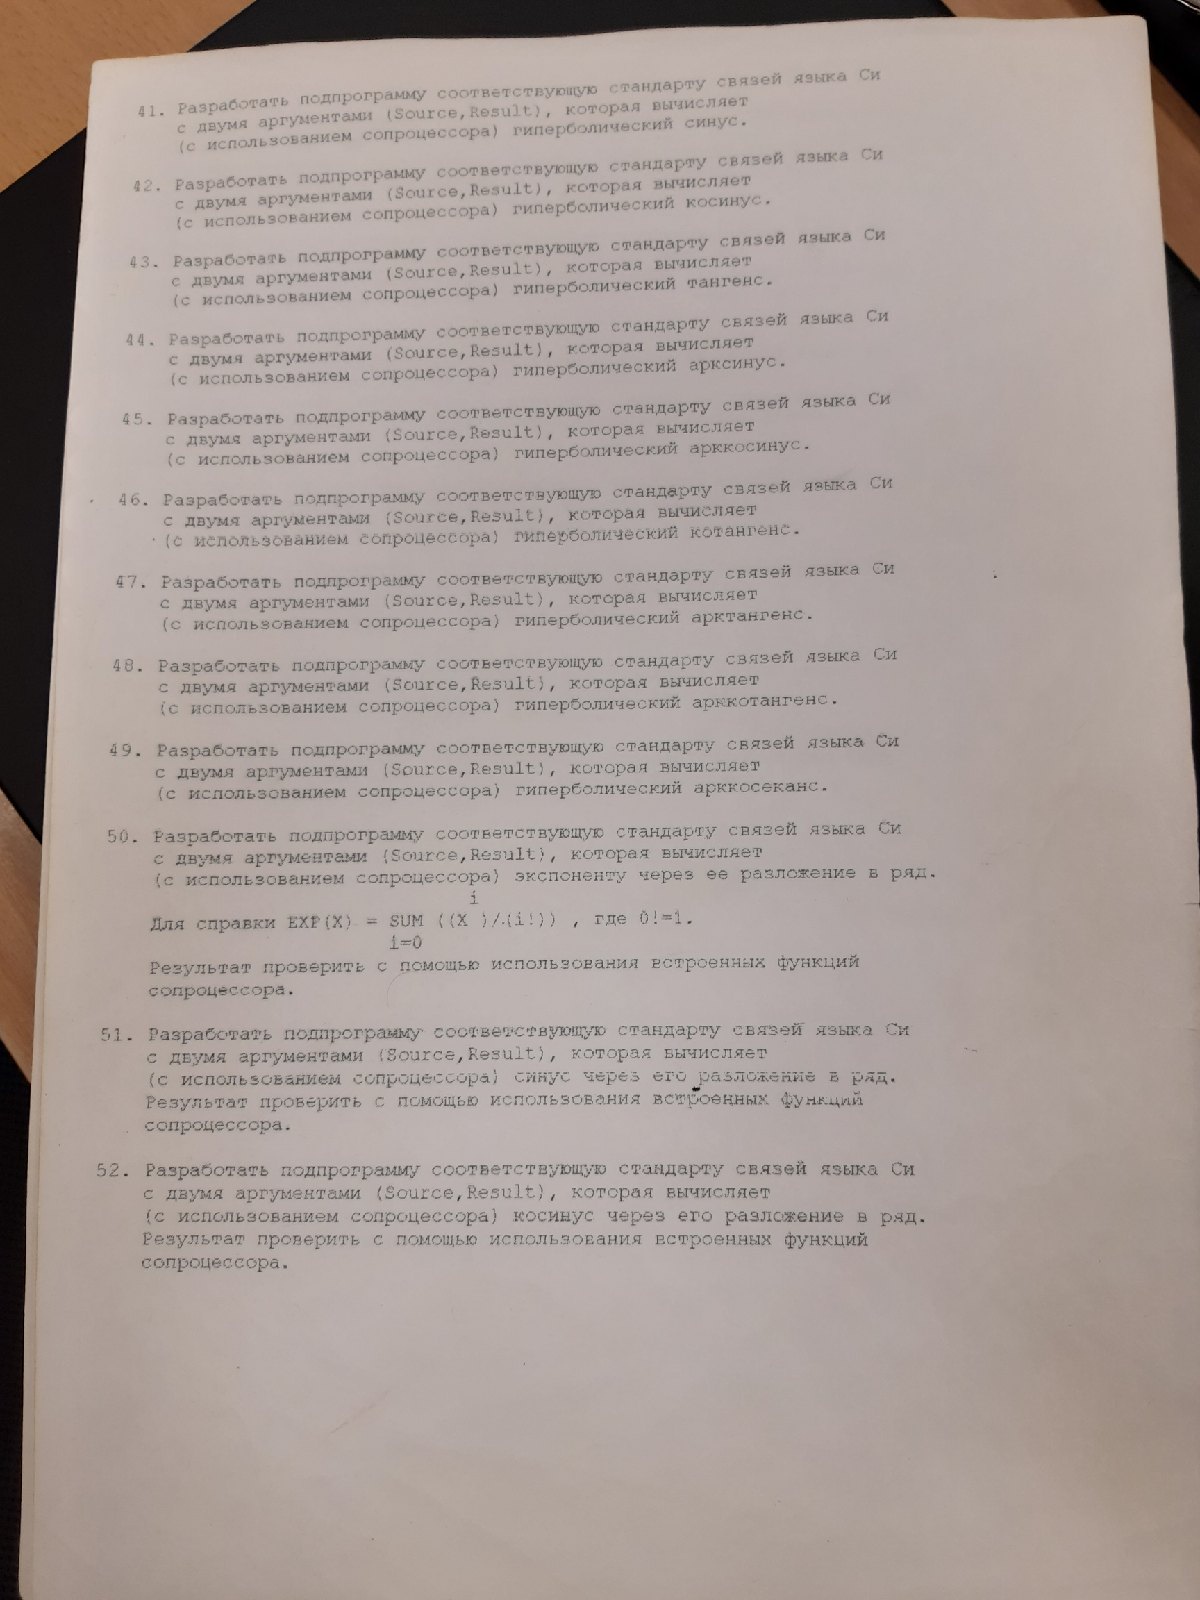 41. Разработать подпрограмму соответствующую стандарту связей языка Си
с двумя аргументами (Source,Result), которая вычисляет
(с использованием сопроцессора) гиперболический синус.
42. Разработать подпрограмму соответствующую стандарту связей языка Си
с двумя аргументами (Source,Result), которая вычисляет
(с использованием сопроцессора) гиперболический косинус.
43. Разработать подпрограмму соответствующую стандарту связей языка Си
с двумя аргументами (Source,Result), которая вычисляет
(с использованием сопроцессора) гиперболический тангенс.
44. Разработать подпрограмму соответствующую стандарту связей языка Си
с двумя аргументами (Source,Result), которая вычисляет
(с использованием сопроцессора) гиперболический арксинус.
45. Разработать подпрограмму соответствующую стандарту связей языка Си
с двумя аргументами (Source,Result), которая вычисляет
(с использованием сопроцессора) гиперболический арккосинус.
46. Разработать подпрограмму соответствующую стандарту связей языка Си
с двумя аргументами (Source,Result), которая вычисляет
(с использованием сопроцессора) гиперболический котангенс.
47. Разработать подпрограмму соответствующую стандарту связей языка Си
с двумя аргументами (Source,Result), которая вычисляет
(с использованием сопроцессора) гиперболический арктангенс.
48. Разработать подпрограмму соответствующую стандарту связей языка Си
с двумя аргументами (Source,Result), которая вычисляет
(с использованием сопроцессора) гиперболический арккотангенс.
49. Разработать подпрограмму соответствующую стандарту связей языка Си
с двумя аргументами (Source,Result), которая вычисляет
(с использованием сопроцессора) гиперболический арккосеканс.
50. Разработать подпрограмму соответствующую стандарту связей языка Си
с двумя аргументами (Source,Result), которая вычисляет
(с использованием сопроцессора) экспоненту через ее разложение в ряд.
i
Для справки EXP(X) = SUM ((X )/(i!)) , где 0!=1.
i=0
Результат проверить с помощью использования встроенных функций
сопроцессора.
51. Разработать подпрограмму соответствующую стандарту связей языка Си
с двумя аргументами (Source,Result), которая вычисляет
(с использованием сопроцессора) синус через его разложение в ряд.
Результат проверить с помощью использования встроенных функций
сопроцессора.
52. Разработать подпрограмму соответствующую стандарту связей языка Си
с двумя аргументами (Source,Result), которая вычисляет
(с использованием сопроцессора) косинус через его разложение в ряд.
Результат проверить с помощью использования встроенных функций
сопроцессора.